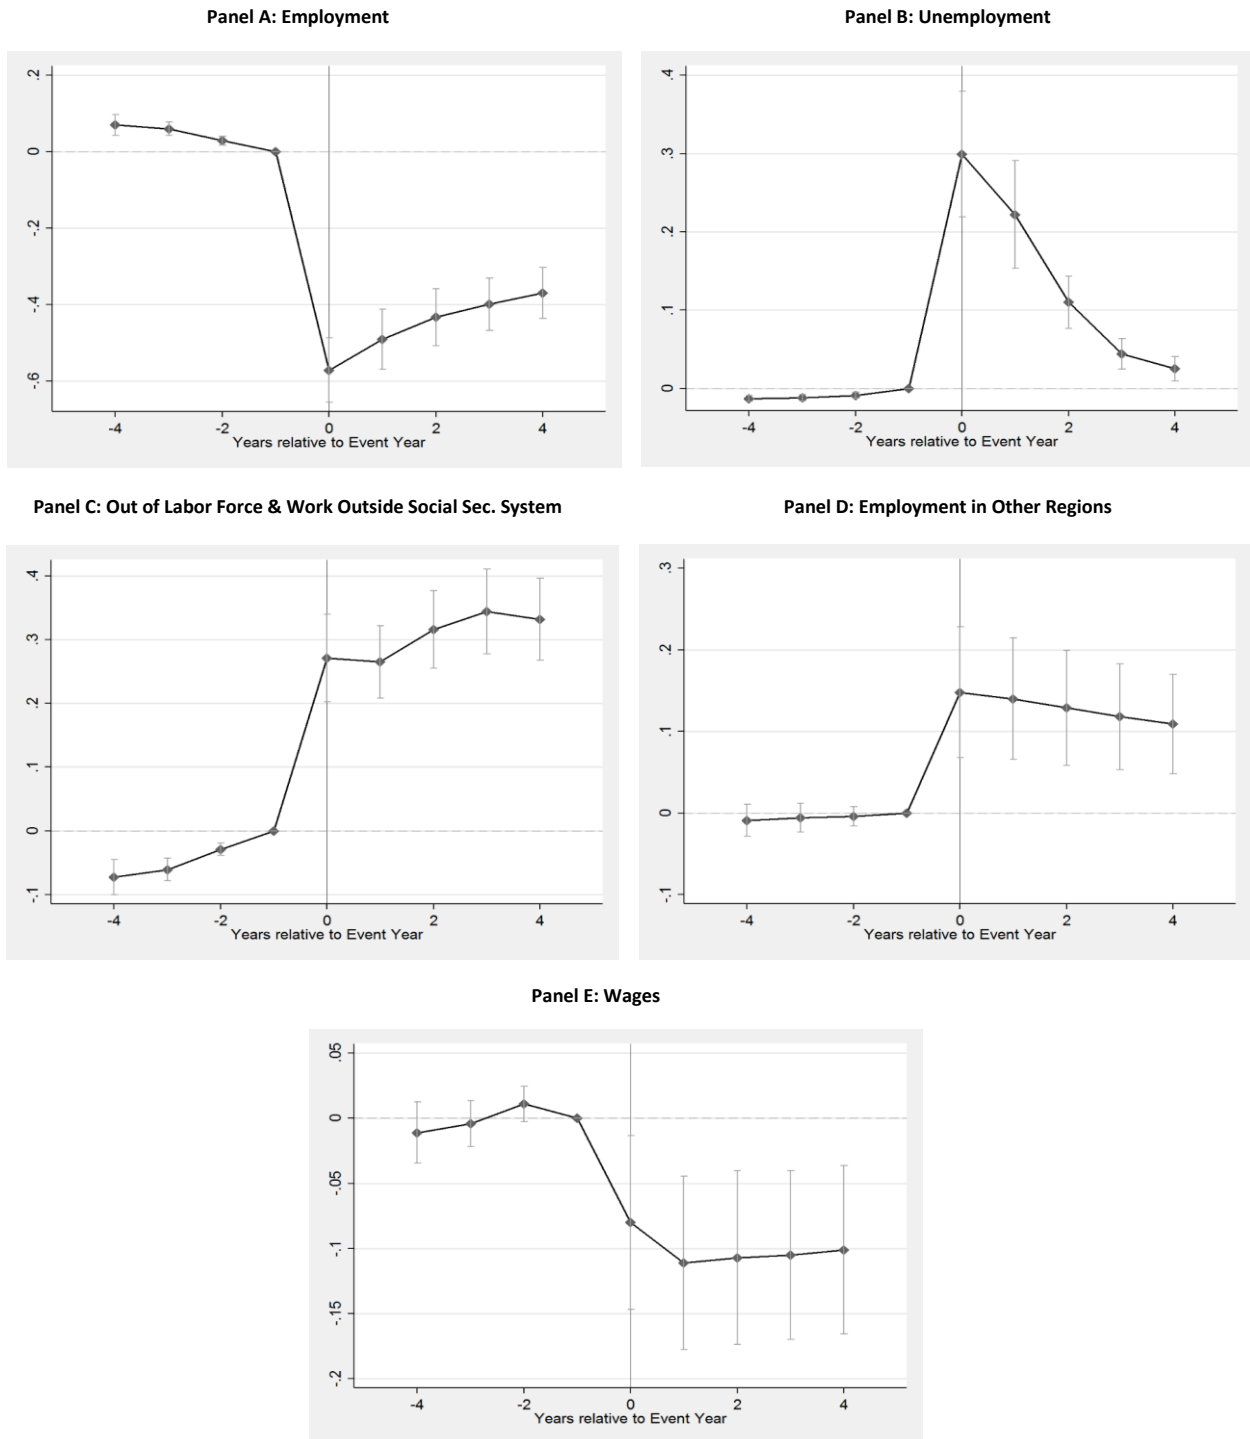 Panel A: Employment
.2
0
-.2
-.4
-.6
-4 -2 0 2 4
Years relative to Event Year
Panel B: Unemployment
.4
.3
.2
.1
0
-4 -2 0 2 4
Years relative to Event Year
Panel C: Out of Labor Force & Work Outside Social Sec. System
.4
.3
.2
.1
0
-.1
-4 -2 0 2 4
Years relative to Event Year
Panel D: Employment in Other Regions
.3
.2
.1
0
-.1
-4 -2 0 2 4
Years relative to Event Year
Panel E: Wages
.05
0
-.05
-.1
-.15
-.2
-4 -2 0 2 4
Years relative to Event Year